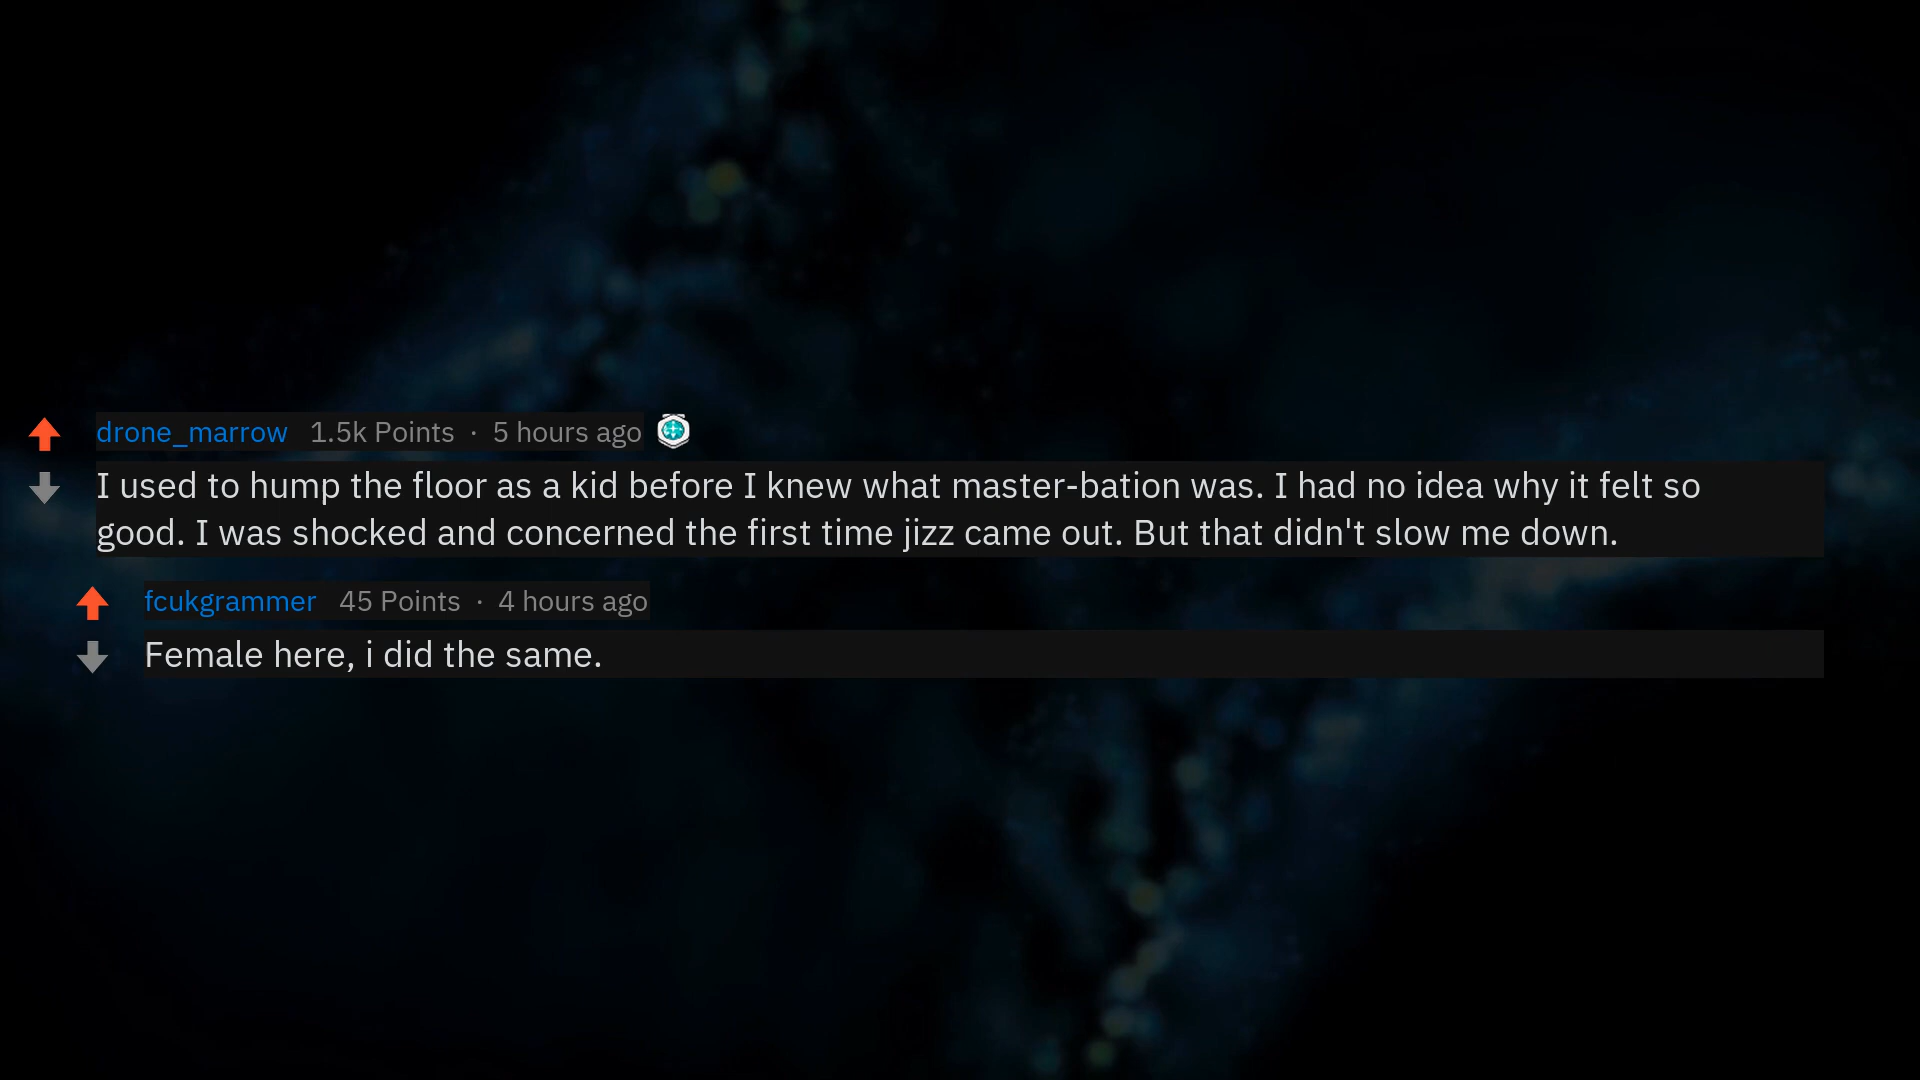 drone_marrow 1.5k Points · 5 hours ago
I used to hump the floor as a kid before I knew what master-bation was. I had no idea why it felt so
good. I was shocked and concerned the first time jizz came out. But that didn't slow me down.
fcukgrammer 45 Points · 4 hours ago
Female here, i did the same.